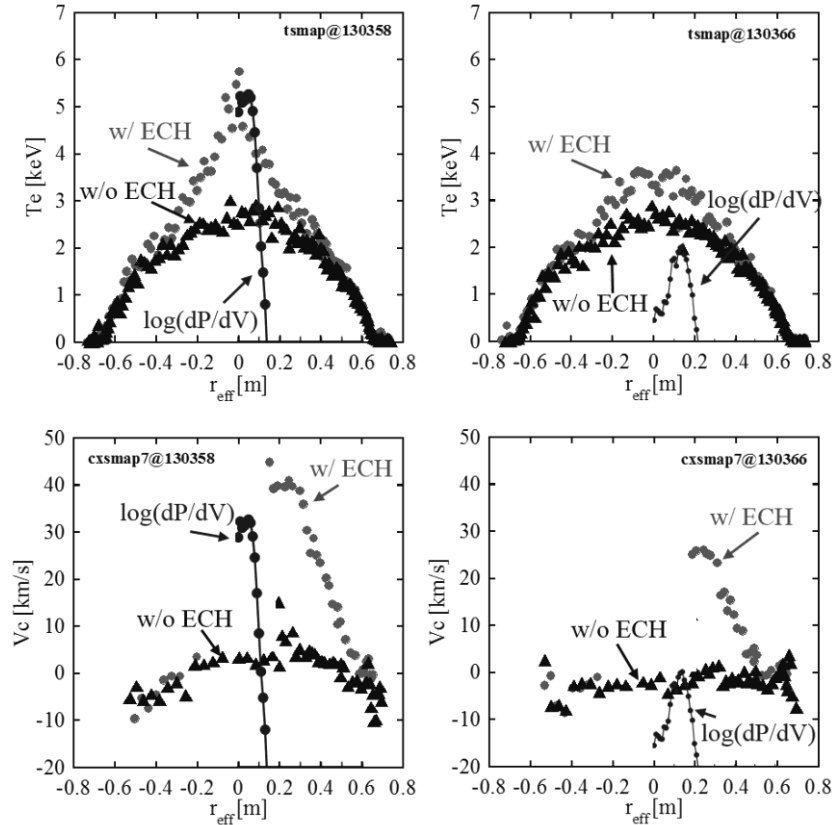 7
6
5
4
3
2
1
0
Te [keV]
tsmap@130358
w/ ECH
w/o ECH
log(dP/dV)
-0.8 -0.6 -0.4 -0.2 0 0.2 0.4 0.6 0.8
r_eff[m]
7
6
5
4
3
2
1
0
Te [keV]
tsmap@130366
w/ ECH
log(dP/dV)
w/o ECH
-0.8 -0.6 -0.4 -0.2 0 0.2 0.4 0.6 0.8
r_eff[m]
50
40
30
20
10
0
-10
-20
Vc [km/s]
cxsmap7@130358
w/ ECH
log(dP/dV)
w/o ECH
-0.8 -0.6 -0.4 -0.2 0 0.2 0.4 0.6 0.8
r_eff[m]
50
40
30
20
10
0
-10
-20
Vc [km/s]
cxsmap7@130366
w/ ECH
w/o ECH
log(dP/dV)
-0.8 -0.6 -0.4 -0.2 0 0.2 0.4 0.6 0.8
r_eff[m]